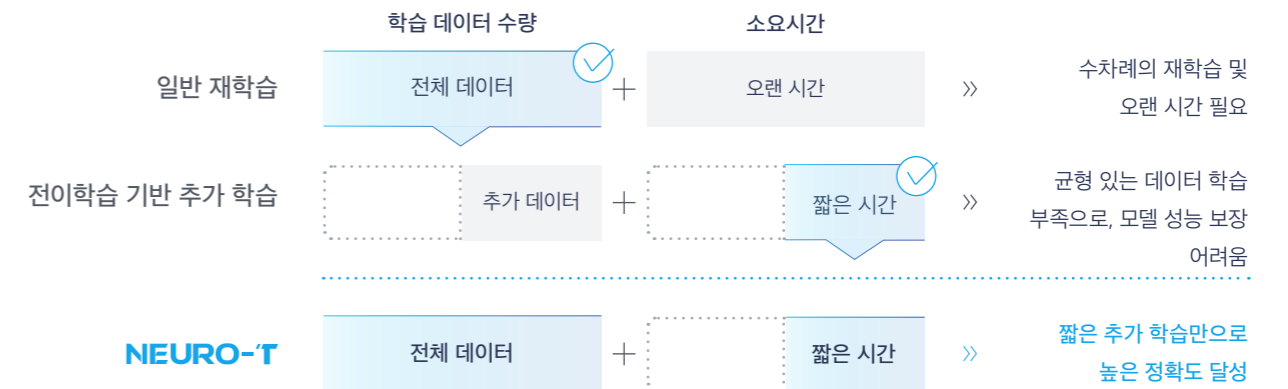 학습 데이터 수량 소요시간
일반 재학습 전체 데이터 + 오랜 시간 » 수차례의 재학습 및
오랜 시간 필요
전이학습 기반 추가 학습 추가 데이터 + 짧은 시간 » 균형 있는 데이터 학습
부족으로, 모델 성능 보장
어려움
NEURO-T 전체 데이터 + 짧은 시간 » 짧은 추가 학습만으로
높은 정확도 달성